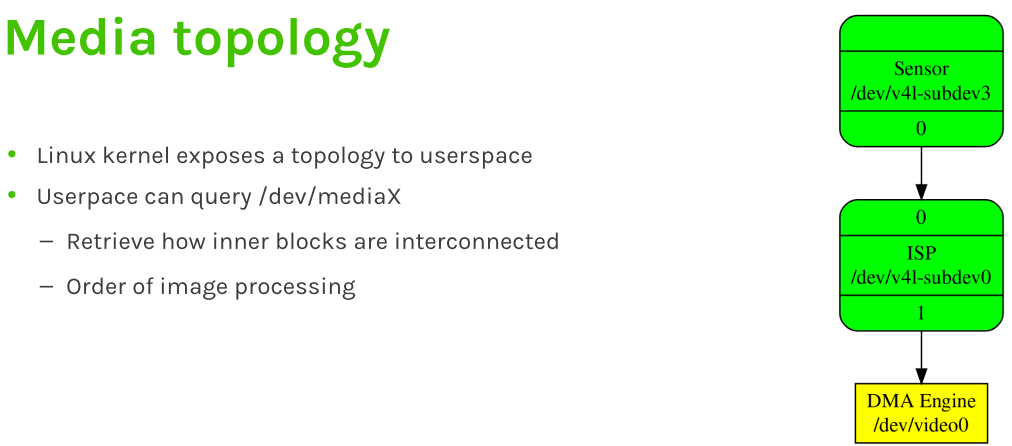 Media topology
• Linux kernel exposes a topology to userspace
• Userpace can query /dev/mediaX
– Retrieve how inner blocks are interconnected
– Order of image processing
Sensor
/dev/v4l-subdev3
0
0
ISP
/dev/v4l-subdev0
1
DMA Engine
/dev/video0